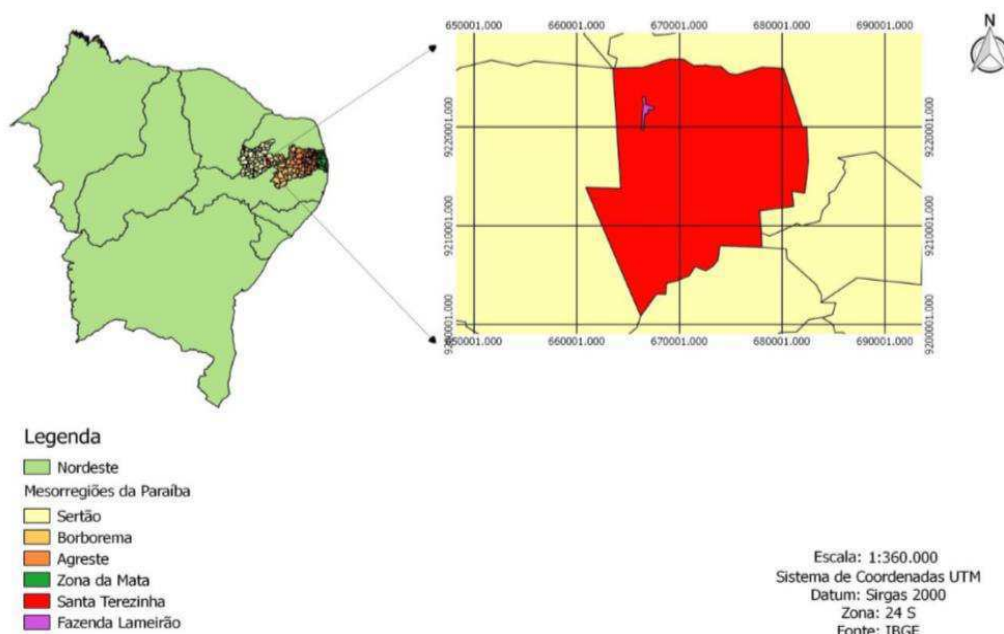 650001.000 660001.000 670001.000 680001.000 690001.000
N
9220001.000 9220001.000
9210001.000 9210001.000
9200001.000 9200001.000
650001.000 660001.000 670001.000 680001.000 690001.000
Legenda
Nordeste
Mesorregiões da Paraíba
Sertão
Borborema
Agreste
Zona da Mata
Santa Terezinha
Fazenda Lameirão
Escala: 1:360.000
Sistema de Coordenadas UTM
Datum: Sirgas 2000
Zona: 24 S
Fonte: IBGE